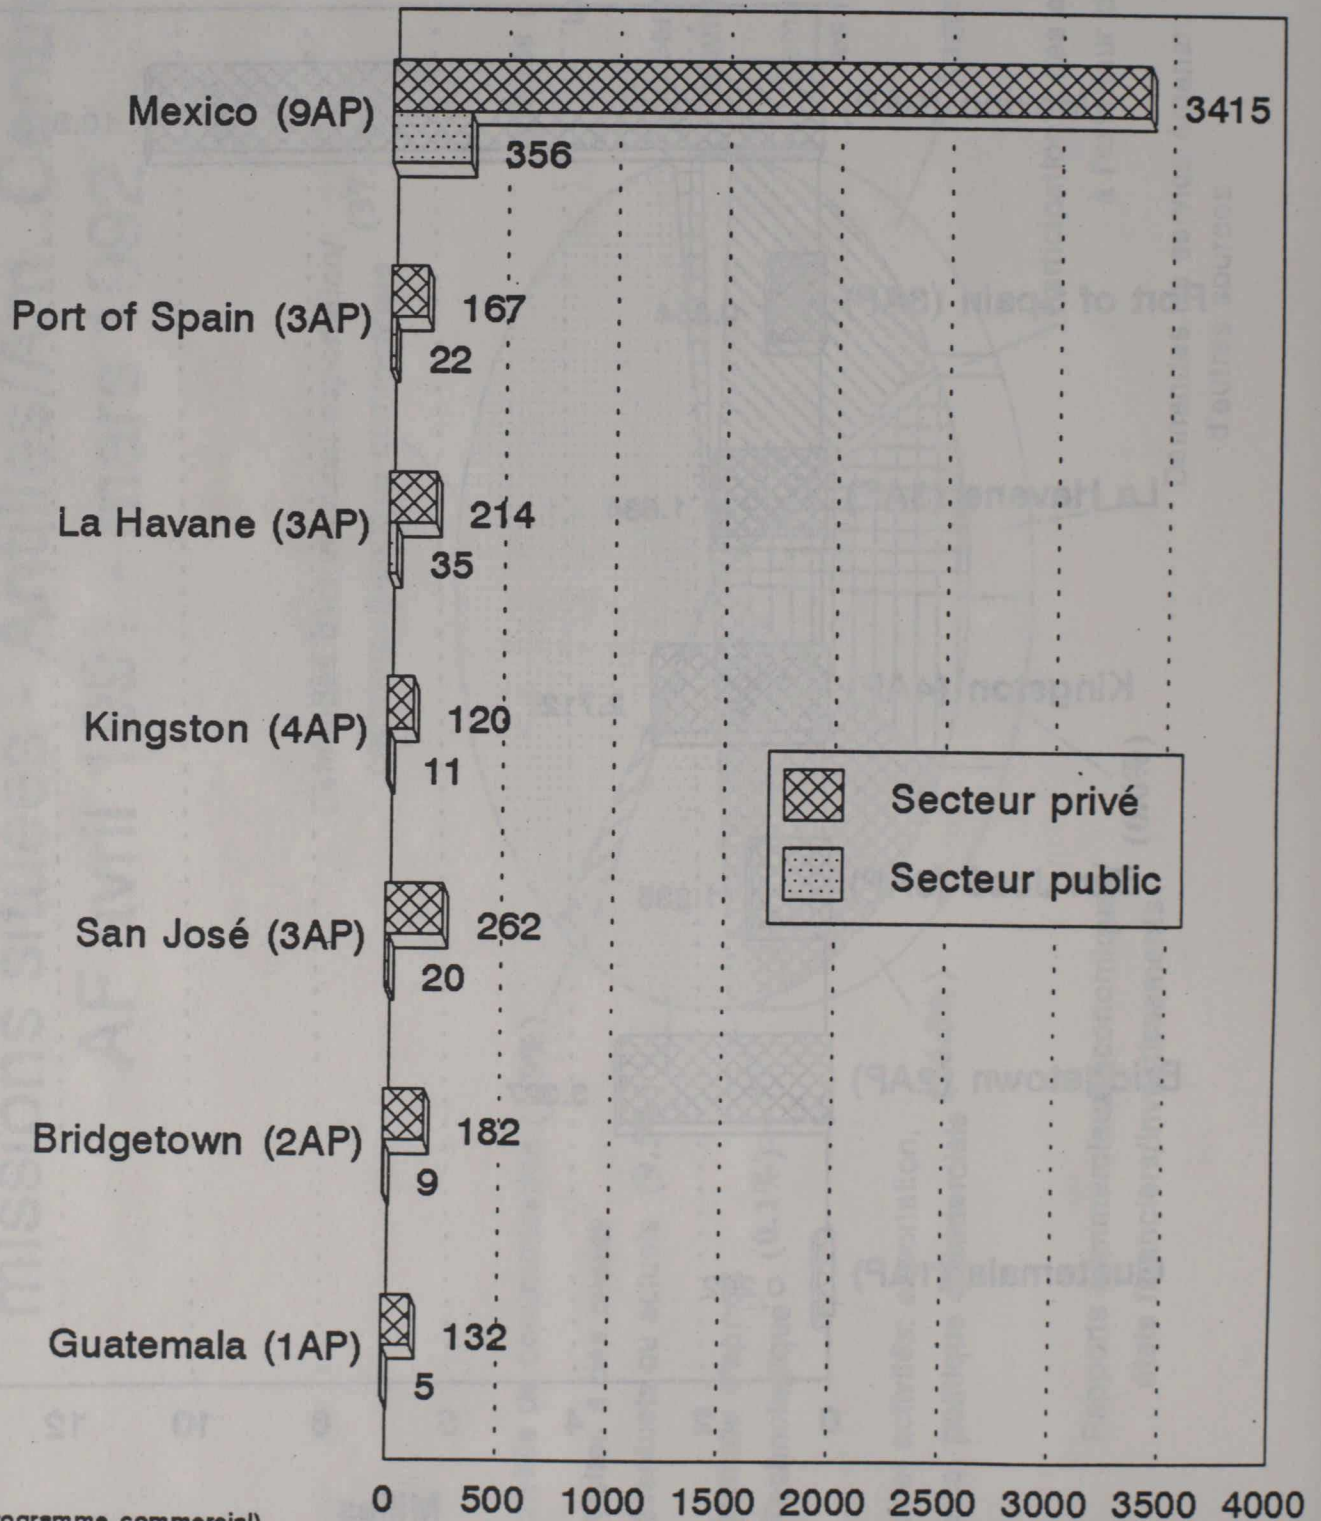 Mexico (9AP)
3415
356
Port of Spain (3AP)
167
22
La Havane (3AP)
214
35
Kingston (4AP)
120
11
Secteur privé
Secteur public
San José (3AP)
262
20
Bridgetown (2AP)
182
9
Guatemala (1AP)
132
5
0 500 1000 1500 2000 2500 3000 3500 4000
commercial)